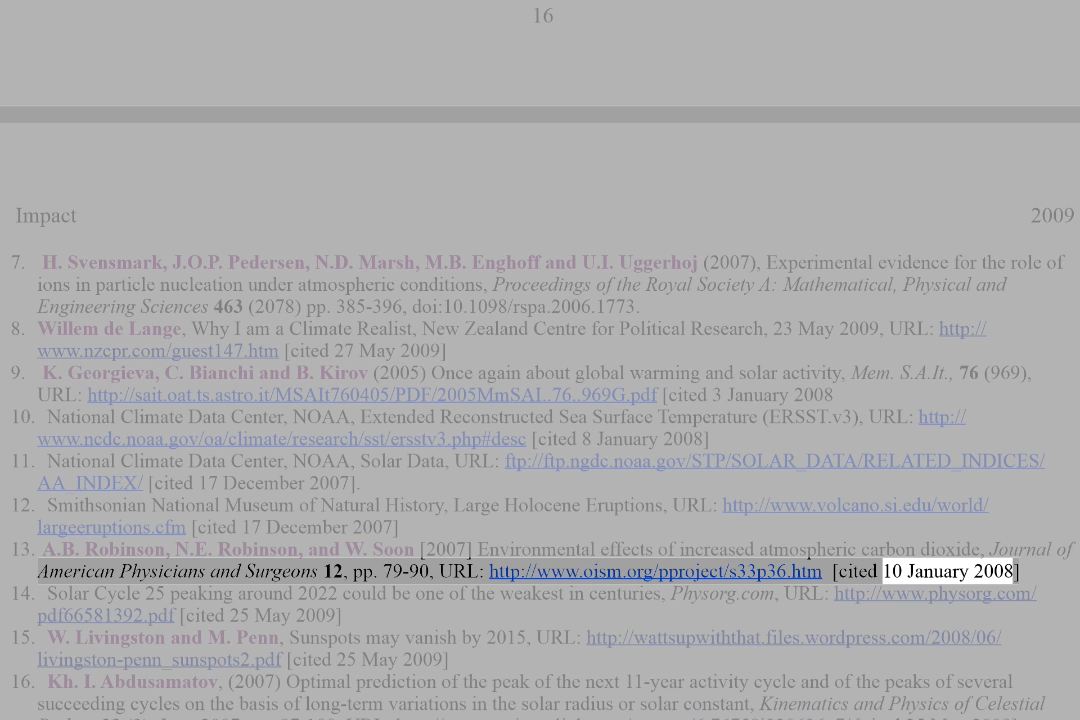 16
Impact 2009
7. H. Svensmark, J.O.P. Pedersen, N.D. Marsh, M.B. Enghoff and U.I. Uggerhoj (2007), Experimental evidence for the role of
ions in particle nucleation under atmospheric conditions, Proceedings of the Royal Society A: Mathematical, Physical and
Engineering Sciences 463 (2078) pp. 385-396, doi:10.1098/rspa.2006.1773.
8. Willem de Lange, Why I am a Climate Realist, New Zealand Centre for Political Research, 23 May 2009, URL: http://
www.nzcpr.com/guest147.htm [cited 27 May 2009]
9. K. Georgieva, C. Bianchi and B. Kirov (2005) Once again about global warming and solar activity, Mem. S.A.It., 76 (969),
URL: http://sait.oat.ts.astro.it/MSAIt760405/PDF/2005MmSAI..76..969G.pdf [cited 3 January 2008
10. National Climate Data Center, NOAA, Extended Reconstructed Sea Surface Temperature (ERSST.v3), URL: http://
www.ncdc.noaa.gov/oa/climate/research/sst/ersstv3.php#desc [cited 8 January 2008]
11. National Climate Data Center, NOAA, Solar Data, URL: ftp://ftp.ngdc.noaa.gov/STP/SOLAR_DATA/RELATED_INDICES/
AA_INDEX/ [cited 17 December 2007].
12. Smithsonian National Museum of Natural History, Large Holocene Eruptions, URL: http://www.volcano.si.edu/world/
largeeruptions.cfm [cited 17 December 2007]
13. A.B. Robinson, N.E. Robinson, and W. Soon [2007] Environmental effects of increased atmospheric carbon dioxide, Journal of
American Physicians and Surgeons 12, pp. 79-90, URL: http://www.oism.org/pproject/s33p36.htm [cited 10 January 2008]
14. Solar Cycle 25 peaking around 2022 could be one of the weakest in centuries, Physorg.com, URL: http://www.physorg.com/
pdf66581392.pdf [cited 25 May 2009]
15. W. Livingston and M. Penn, Sunspots may vanish by 2015, URL: http://wattsupwiththat.files.wordpress.com/2008/06/
livingston-penn_sunspots2.pdf [cited 25 May 2009]
16. Kh. I. Abdusamatov, (2007) Optimal prediction of the peak of the next 11-year activity cycle and of the peaks of several
succeeding cycles on the basis of long-term variations in the solar radius or solar constant, Kinematics and Physics of Celestial